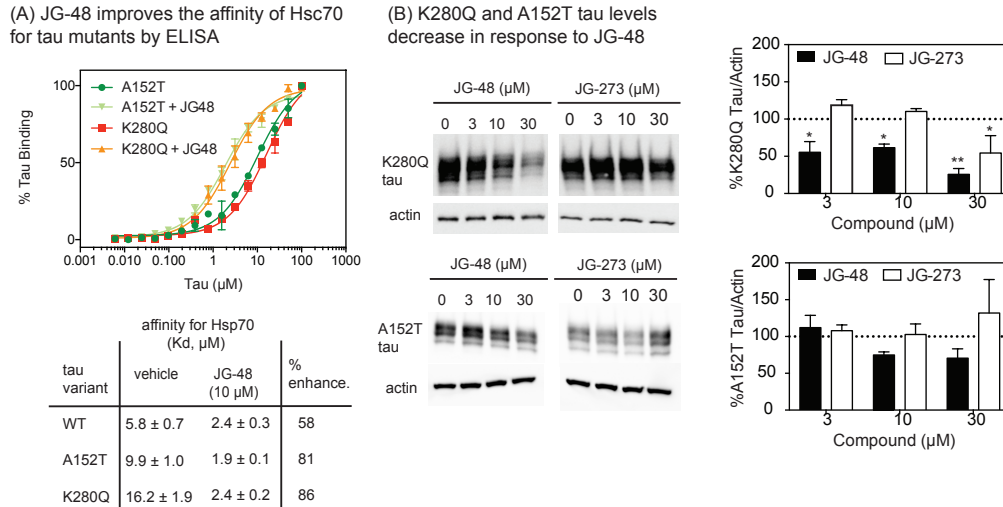 (A) JG-48 improves the affinity of Hsc70
for tau mutants by ELISA
% Tau Binding
100
50
0
A152T
A152T + JG48
K280Q
K280Q + JG48
0.001 0.010 0.100 1 10 100 1000
Tau (µM)
affinity for Hsp70
(Kd, µM)
tau variant vehicle JG-48 (10 µM) % enhance.
WT 5.8 ± 0.7 2.4 ± 0.3 58
A152T 9.9 ± 1.0 1.9 ± 0.1 81
K280Q 16.2 ± 1.9 2.4 ± 0.2 86
(B) K280Q and A152T tau levels
decrease in response to JG-48
JG-48 (µM) JG-273 (µM)
0 3 10 30 0 3 10 30
K280Q
tau
actin
JG-48 (µM) JG-273 (µM)
0 3 10 30 0 3 10 30
A152T
tau
actin
%K280Q Tau/Actin
200
150
100
50
0
JG-48 JG-273
* * ** *
3 10 30
Compound (µM)
%A152T Tau/Actin
200
150
100
50
0
JG-48 JG-273
3 10 30
Compound (µM)